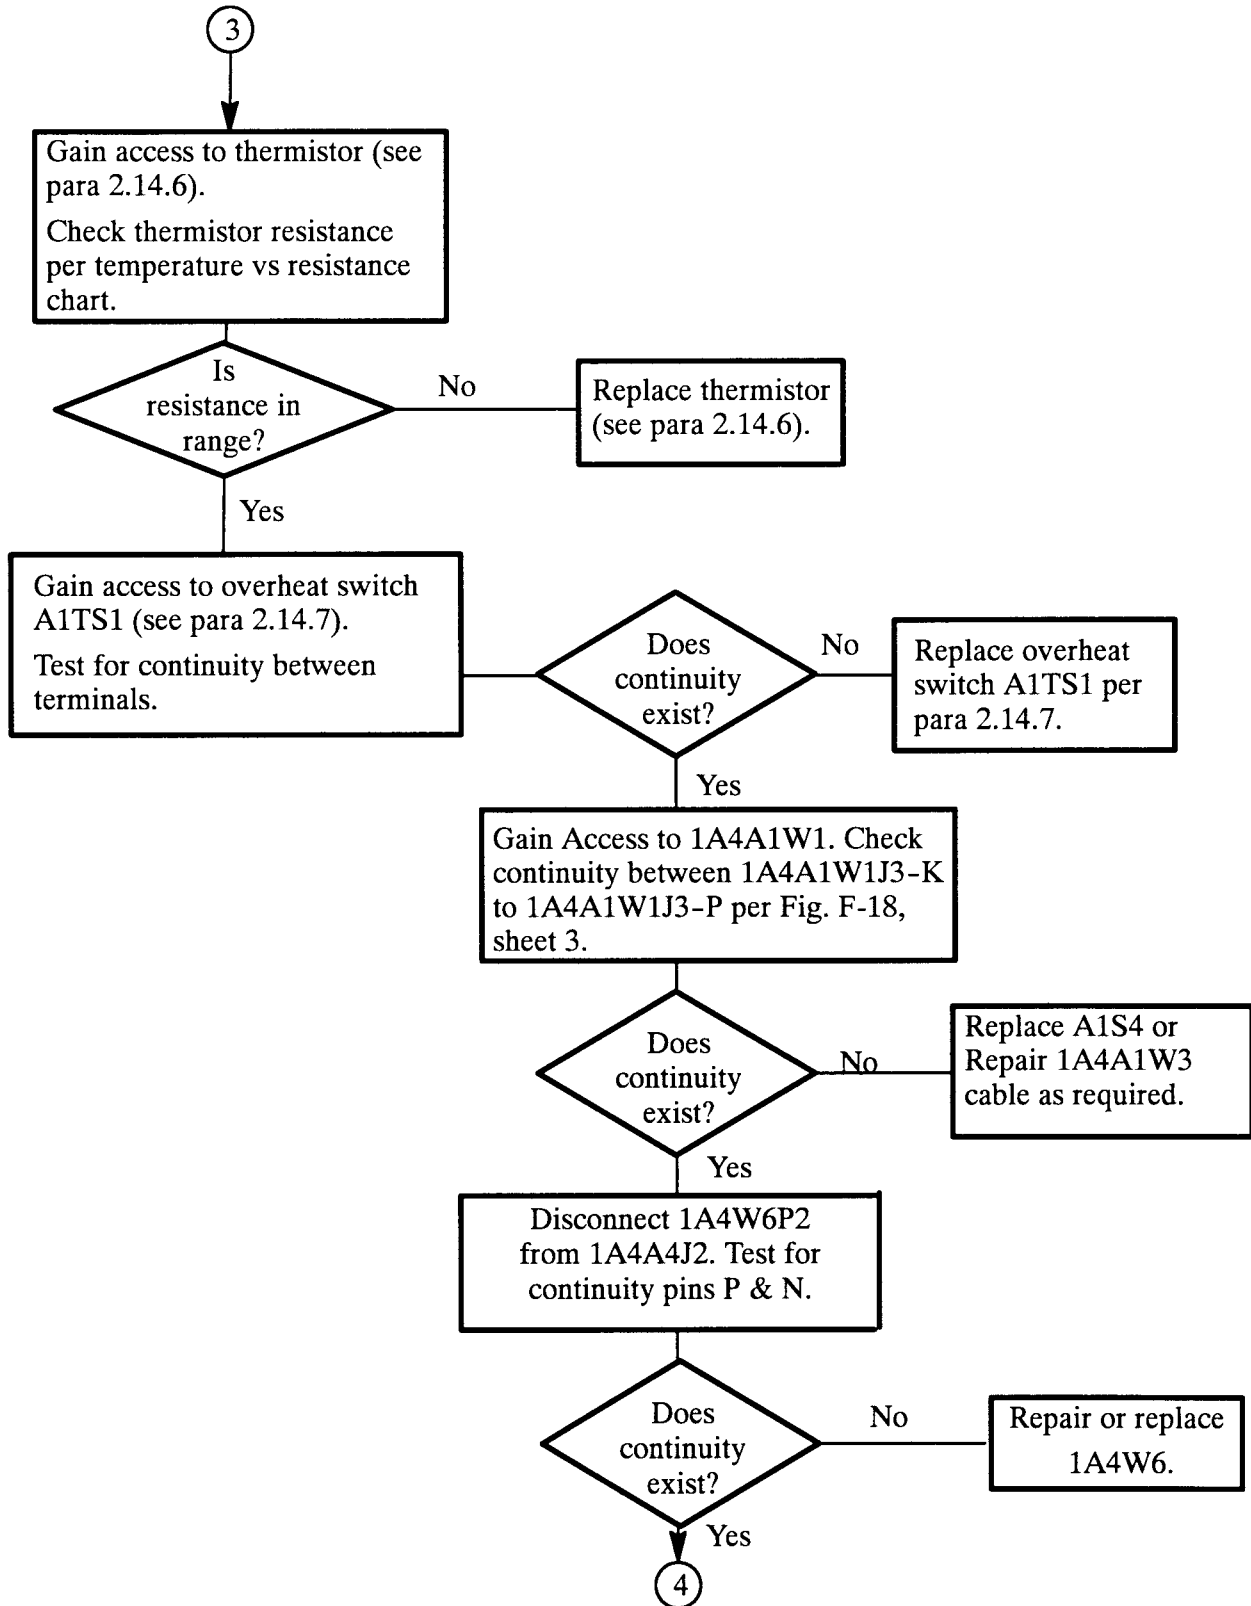 3
Gain access to thermistor (see
para 2.14.6).
Check thermistor resistance
per temperature vs resistance
chart.
Is
resistance in
range?
No
Replace thermistor
(see para 2.14.6).
Yes
Gain access to overheat switch
A1TS1 (see para 2.14.7).
Test for continuity between
terminals.
Does
continuity
exist?
No
Replace overheat
switch A1TS1 per
para 2.14.7.
Yes
Gain Access to 1A4A1W1. Check
continuity between 1A4A1W1J3-K
to 1A4A1W1J3-P per Fig. F-18,
sheet 3.
Does
continuity
exist?
No
Replace A1S4 or
Repair 1A4A1W3
cable as required.
Yes
Disconnect 1A4W6P2
from 1A4A4J2. Test for
continuity pins P & N.
Does
continuity
exist?
No
Repair or replace
1A4W6.
Yes
4